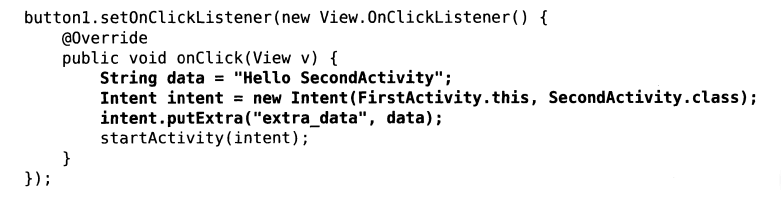 button1.setOnClickListener(new View.OnClickListener() {
    @Override
    public void onClick(View v) {
        String data = "Hello SecondActivity";
        Intent intent = new Intent(FirstActivity.this, SecondActivity.class);
        intent.putExtra("extra_data", data);
        startActivity(intent);
    }
});